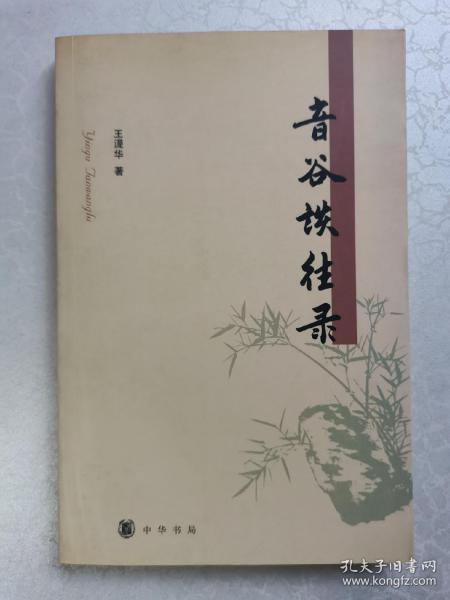 音谷谈往录
王湜华 著
Yingu Tanwanglu
中华书局
孔夫子旧书网
www.kongfz.com